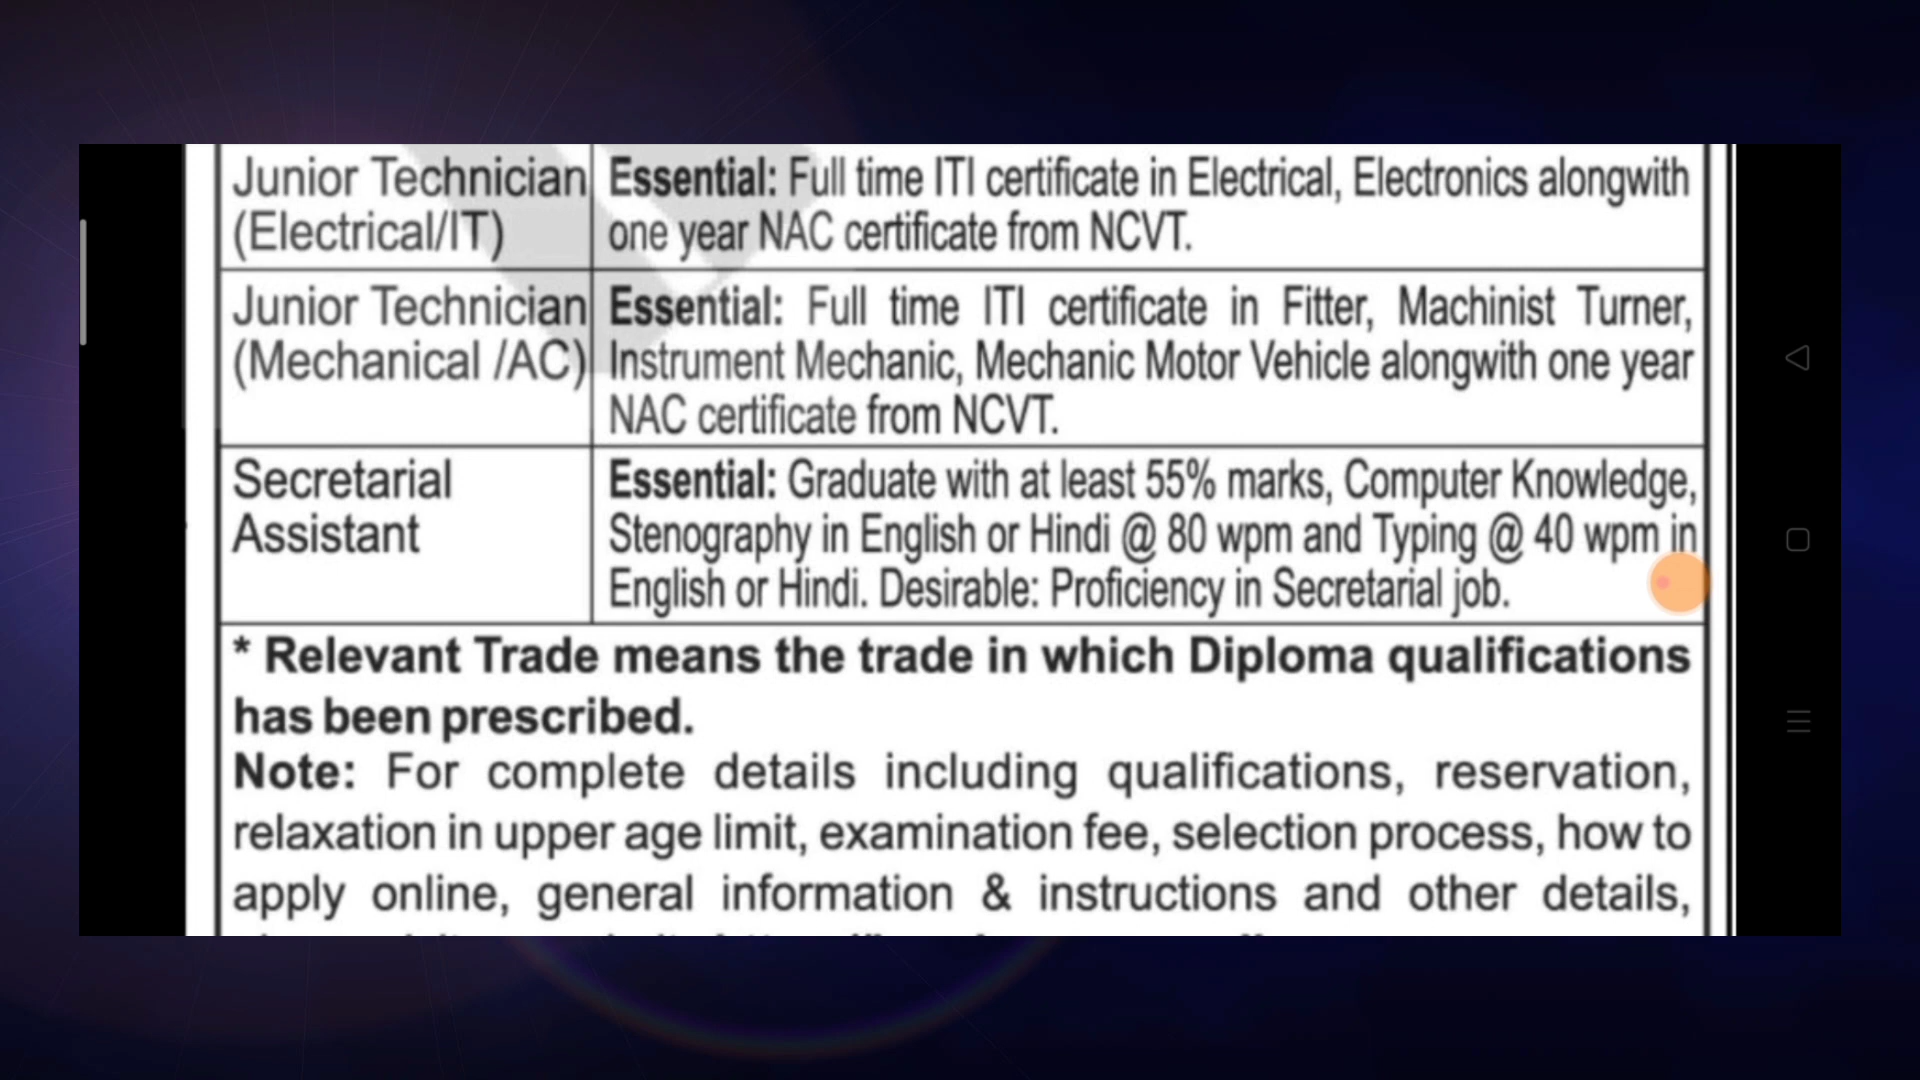 Junior Technician
(Electrical/IT)
Essential: Full time ITI certificate in Electrical, Electronics alongwith
one year NAC certificate from NCVT.
Junior Technician
(Mechanical /AC)
Essential: Full time ITI certificate in Fitter, Machinist Turner,
Instrument Mechanic, Mechanic Motor Vehicle alongwith one year
NAC certificate from NCVT.
Secretarial
Assistant
Essential: Graduate with at least 55% marks, Computer Knowledge,
Stenography in English or Hindi @ 80 wpm and Typing @ 40 wpm in
English or Hindi. Desirable: Proficiency in Secretarial job.
* Relevant Trade means the trade in which Diploma qualifications
has been prescribed.
Note: For complete details including qualifications, reservation,
relaxation in upper age limit, examination fee, selection process, how to
apply online, general information & instructions and other details,